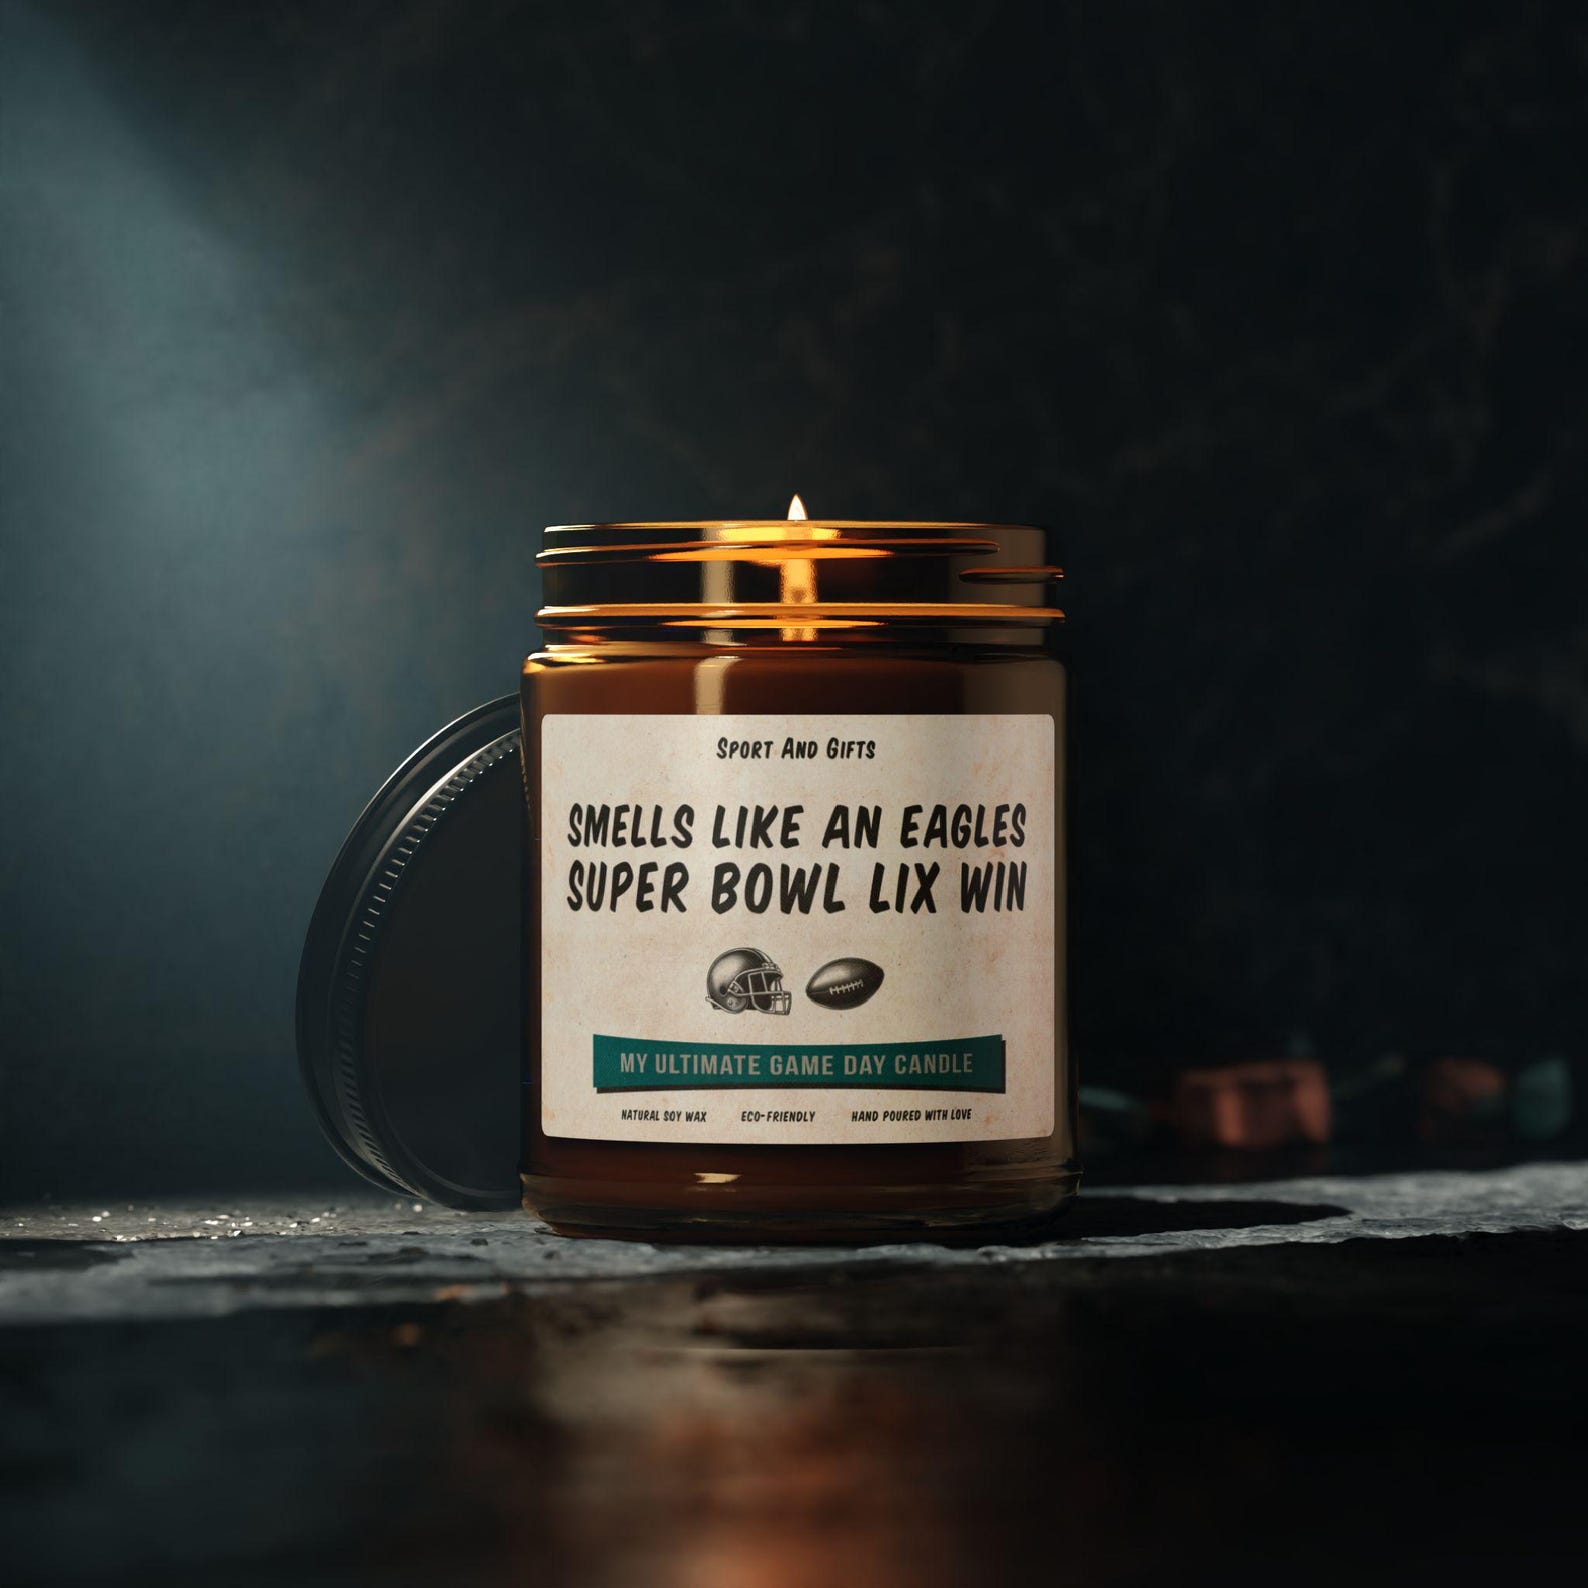 Sport And Gifts
SMELLS LIKE AN EAGLES
SUPER BOWL LIX WIN
MY ULTIMATE GAME DAY CANDLE
NATURAL SOY WAX ECO-FRIENDLY HAND POURED WITH LOVE